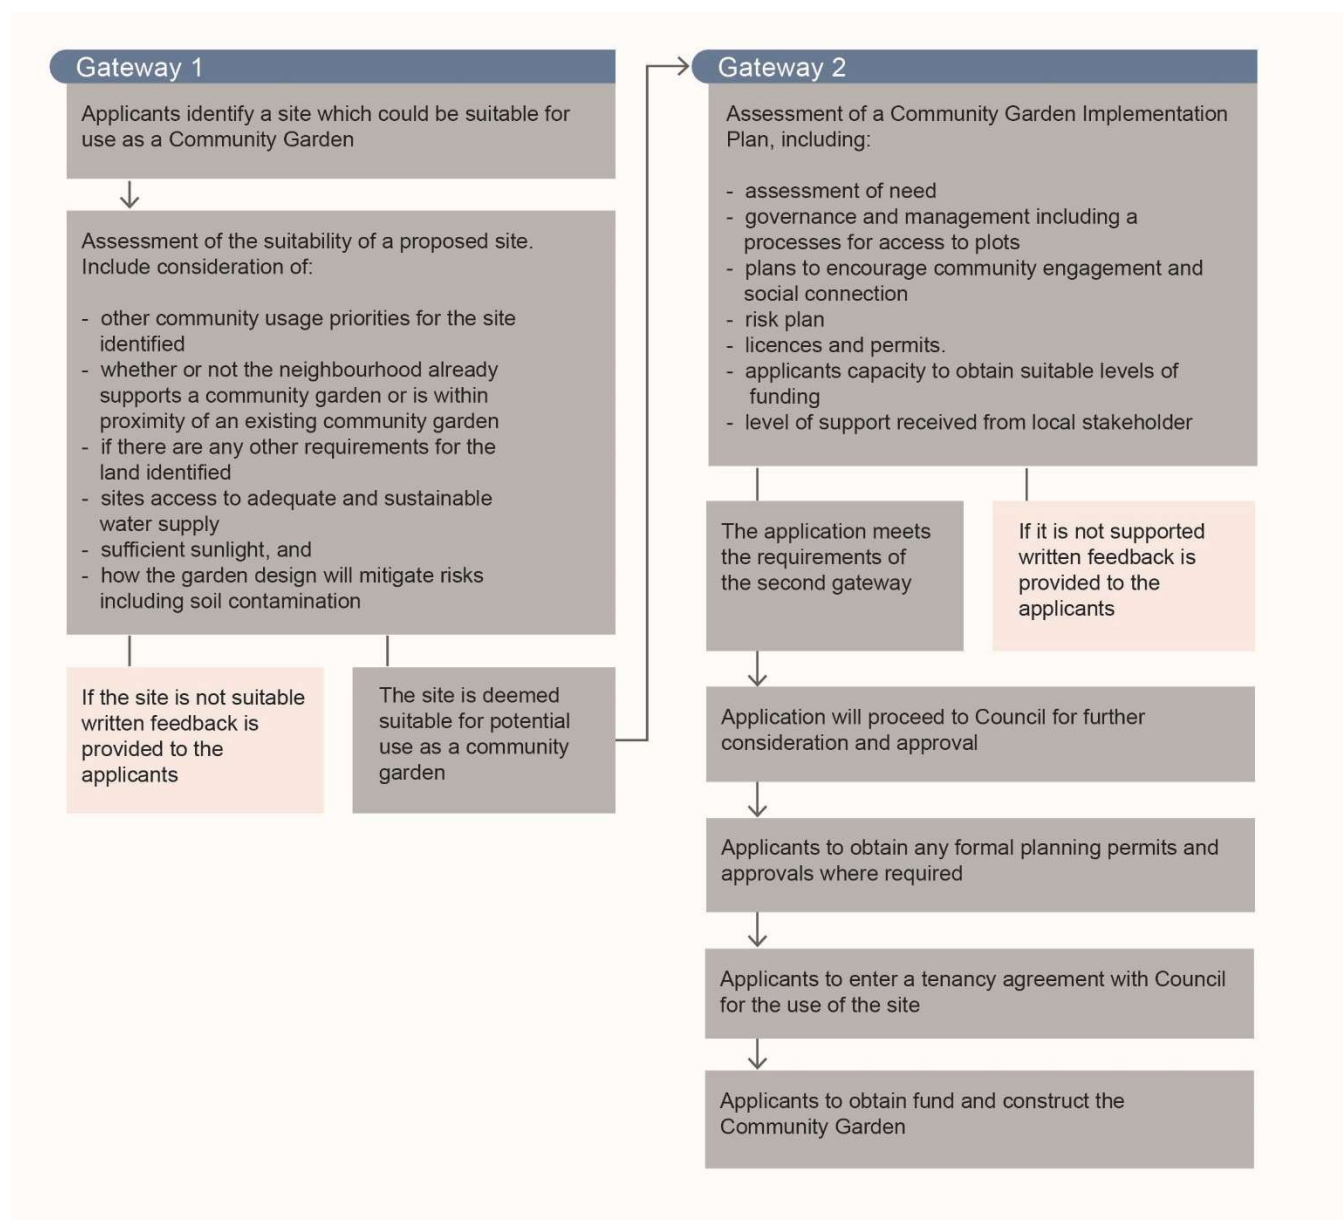 Gateway 1
Applicants identify a site which could be suitable for
use as a Community Garden
Assessment of the suitability of a proposed site.
Include consideration of:
- other community usage priorities for the site
identified
- whether or not the neighbourhood already
supports a community garden or is within
proximity of an existing community garden
- if there are any other requirements for the
land identified
- sites access to adequate and sustainable
water supply
- sufficient sunlight, and
- how the garden design will mitigate risks
including soil contamination
If the site is not suitable
written feedback is
provided to the
applicants
The site is deemed
suitable for potential
use as a community
garden
Gateway 2
Assessment of a Community Garden Implementation
Plan, including:
- assessment of need
- governance and management including a
processes for access to plots
- plans to encourage community engagement and
social connection
- risk plan
- licences and permits.
- applicants capacity to obtain suitable levels of
funding
- level of support received from local stakeholder
The application meets
the requirements of
the second gateway
If it is not supported
written feedback is
provided to the
applicants
Application will proceed to Council for further
consideration and approval
Applicants to obtain any formal planning permits and
approvals where required
Applicants to enter a tenancy agreement with Council
for the use of the site
Applicants to obtain fund and construct the
Community Garden